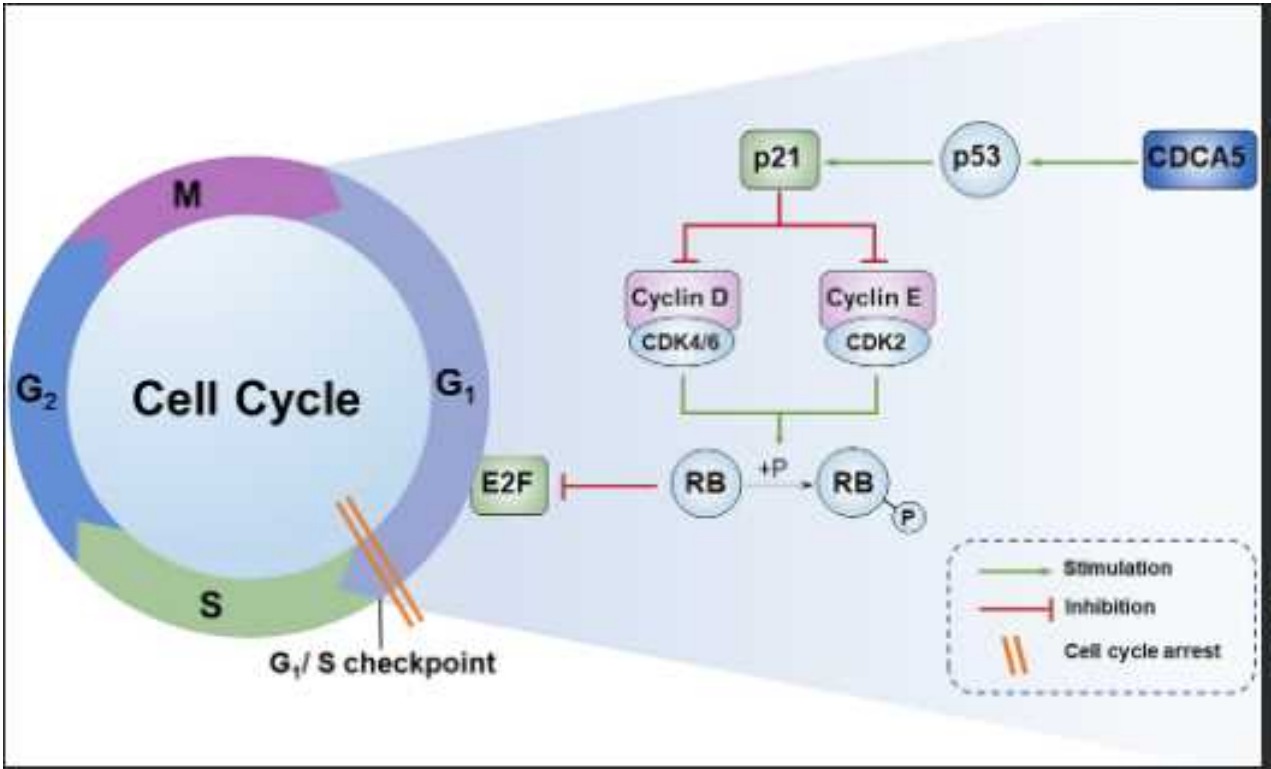 p21
p53
CDCA5
M
Cyclin D
Cyclin E
CDK4/6
CDK2
G₂
Cell Cycle
G₁
E2F
RB
+P
RB
P
S
G₁/ S checkpoint
Stimulation
Inhibition
Cell cycle arrest